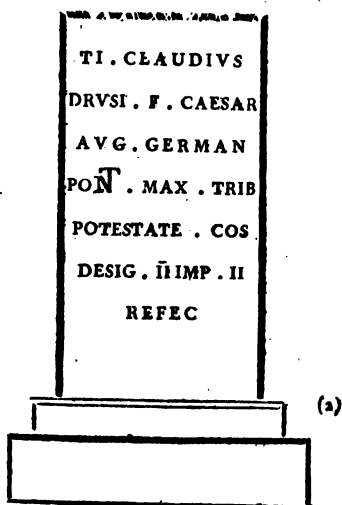 TI . CLAUDIVS
DRVSI . F . CAESAR
AVG . GERMAN
PONT . MAX . TRIB
POTESTATE . COS
DESIG . I̅I̅ IMP . II
REFEC
(a)